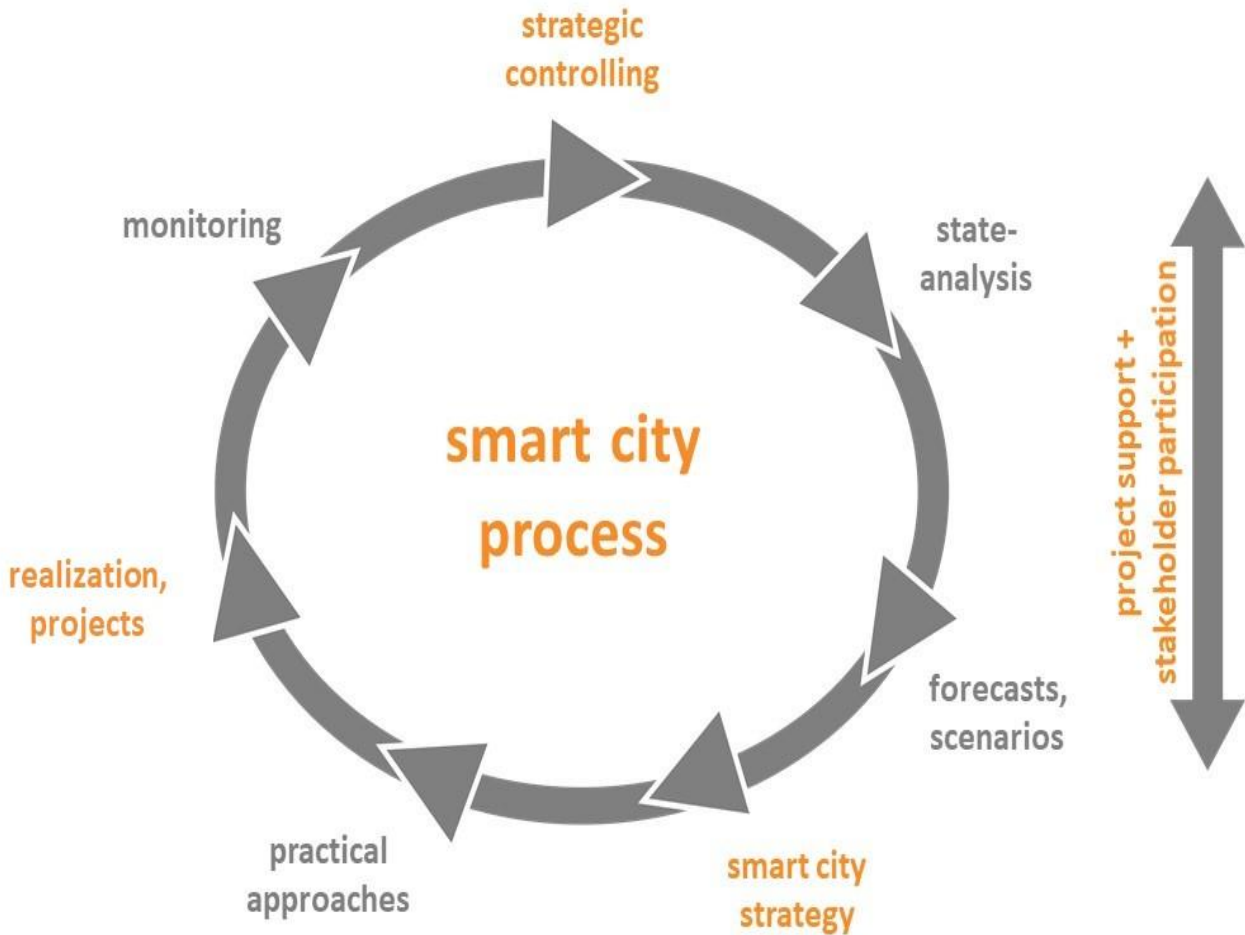 strategic
controlling
monitoring
state-
analysis
smart city
process
project support +
stakeholder participation
realization,
projects
forecasts,
scenarios
practical
approaches
smart city
strategy